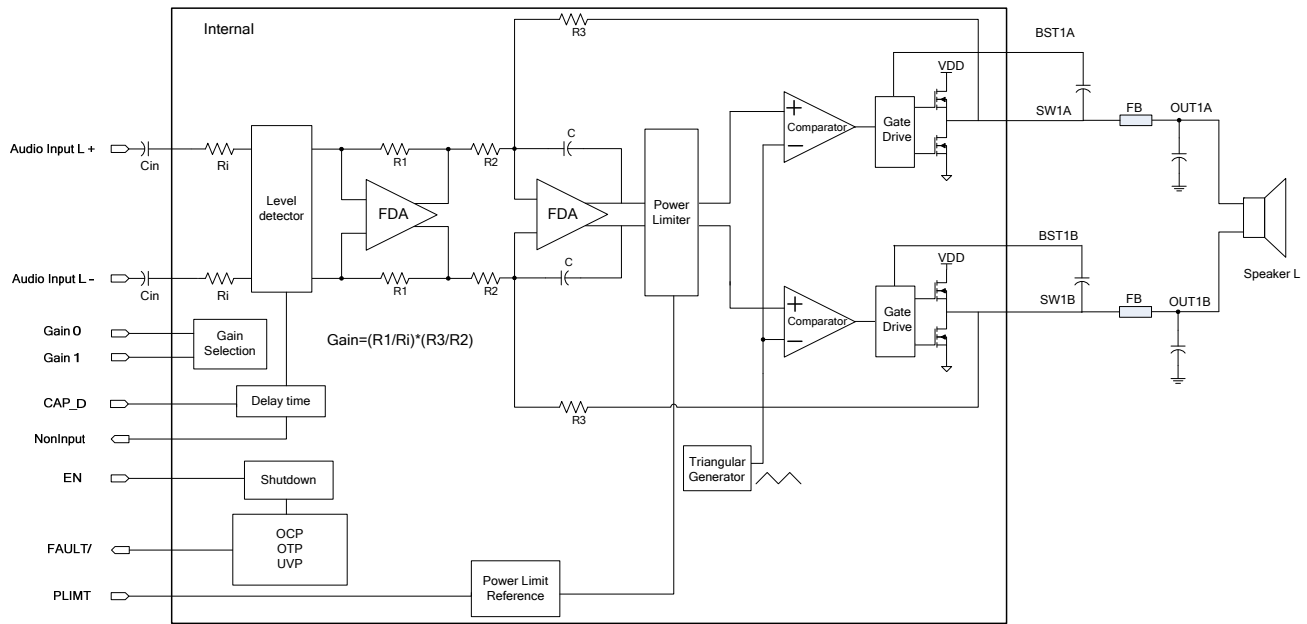 Internal
R3
BST1A
VDD
Comparator
Gate
Drive
SW1A
FB
OUT1A
Audio Input L +
Cin
Ri
Level
detector
R1
R2
C
FDA
FDA
Power
Limiter
Audio Input L -
Cin
Ri
R1
R2
C
BST1B
VDD
Comparator
Gate
Drive
SW1B
FB
OUT1B
Speaker L
Gain 0
Gain 1
Gain
Selection
Gain=(R1/Ri)*(R3/R2)
CAP_D
Delay time
R3
NonInput
Triangular
Generator
EN
Shutdown
FAULT/
OCP
OTP
UVP
PLIMT
Power Limit
Reference